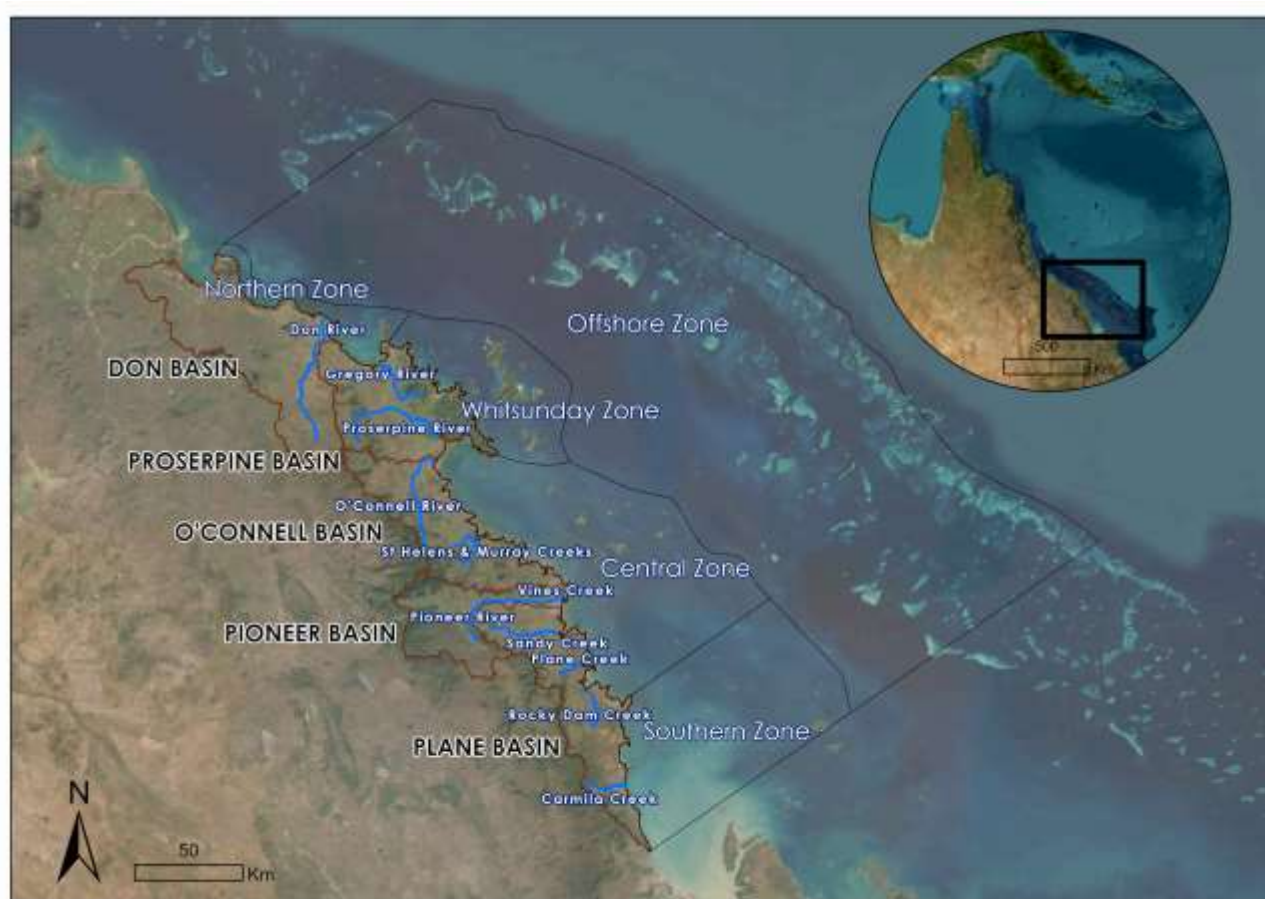 Northern Zone
Offshore Zone
Don River
DON BASIN
Gregory River
Whitsunday Zone
Proserpine River
PROSERPINE BASIN
O'Connell River
O'CONNELL BASIN
St Helens & Murray Creeks
Central Zone
Vines Creek
Pioneer River
PIONEER BASIN
Sandy Creek
Plane Creek
Rocky Dam Creek
Southern Zone
PLANE BASIN
Carmila Creek
N
50
Km